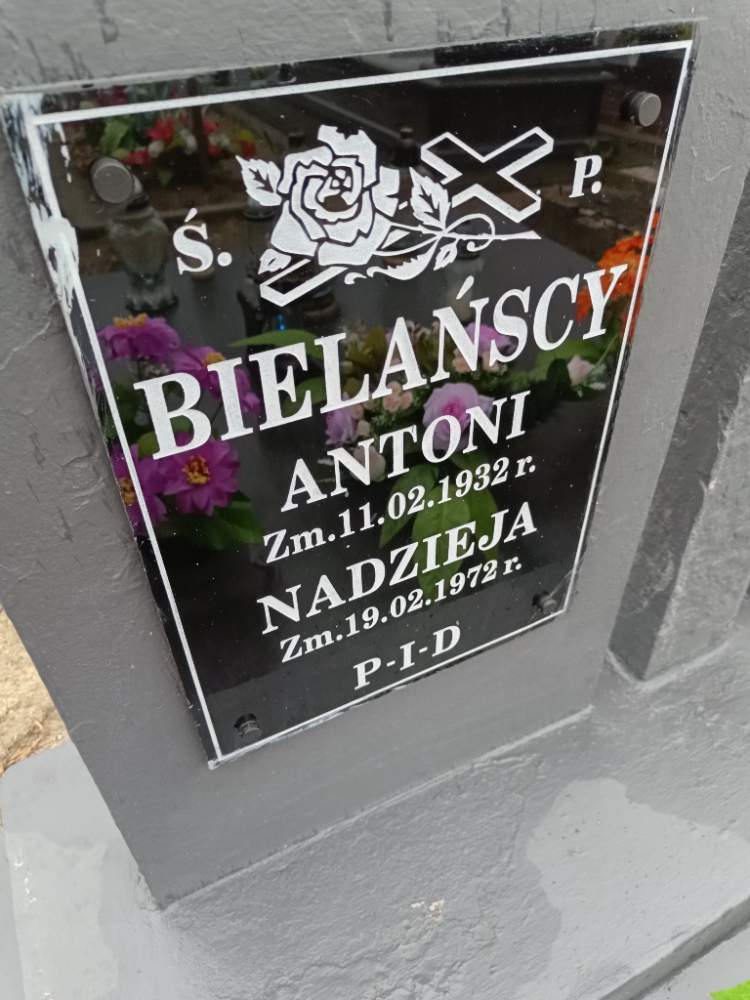 Ś. P.
BIELAŃSCY
ANTONI
Zm.11.02.1932 r.
NADZIEJA
Zm.19.02.1972 r.
P-I-D